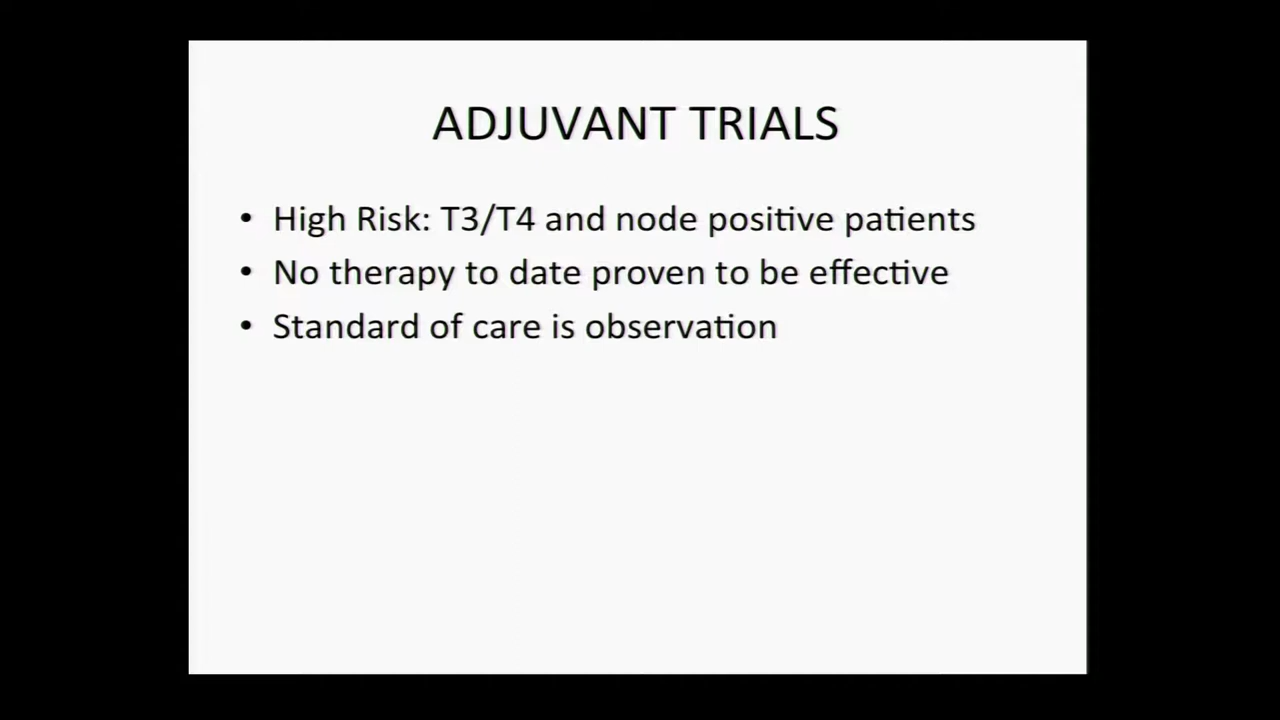 ADJUVANT TRIALS
• High Risk: T3/T4 and node positive patients
• No therapy to date proven to be effective
• Standard of care is observation